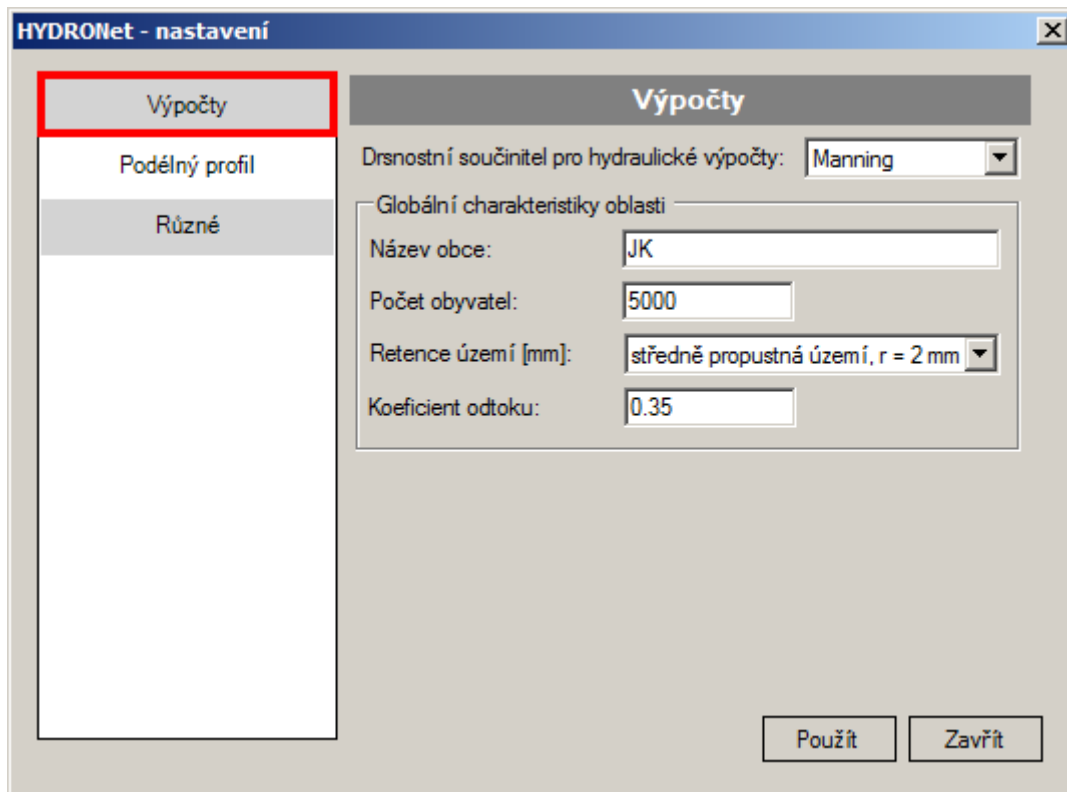 HYDRONet - nastavení
Výpočty
Podélný profil
Různé
Výpočty
Drsnostní součinitel pro hydraulické výpočty: Manning
Globální charakteristiky oblasti
Název obce: JK
Počet obyvatel: 5000
Retence území [mm]: středně propustná území, r = 2 mm
Koeficient odtoku: 0.35
Použít Zavřít